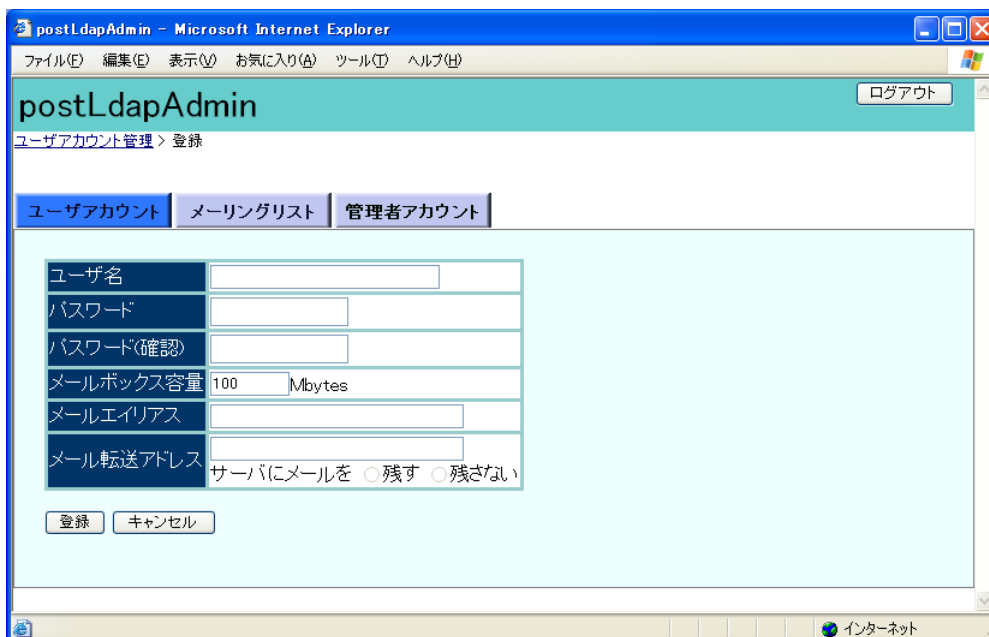 postLdapAdmin - Microsoft Internet Explorer
ファイル(F) 編集(E) 表示(V) お気に入り(A) ツール(T) ヘルプ(H)
postLdapAdmin
ログアウト
ユーザアカウント管理 > 登録
ユーザアカウント メーリングリスト 管理者アカウント
ユーザ名
パスワード
パスワード(確認)
メールボックス容量 100 Mbytes
メールエイリアス
メール転送アドレス
サーバにメールを 残す 残さない
登録 キャンセル
インターネット